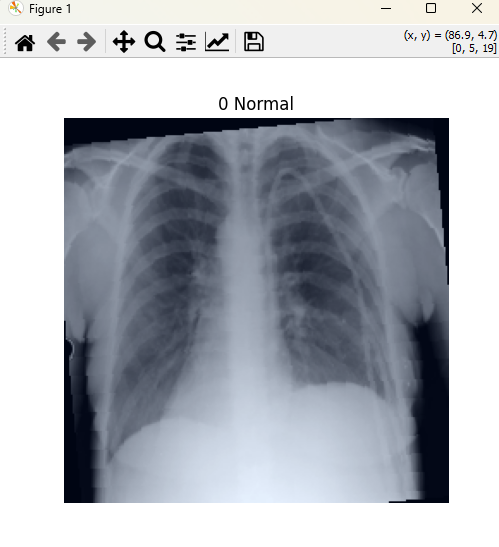 Figure 1
(x, y) = (86.9, 4.7)
[0, 5, 19]
0 Normal